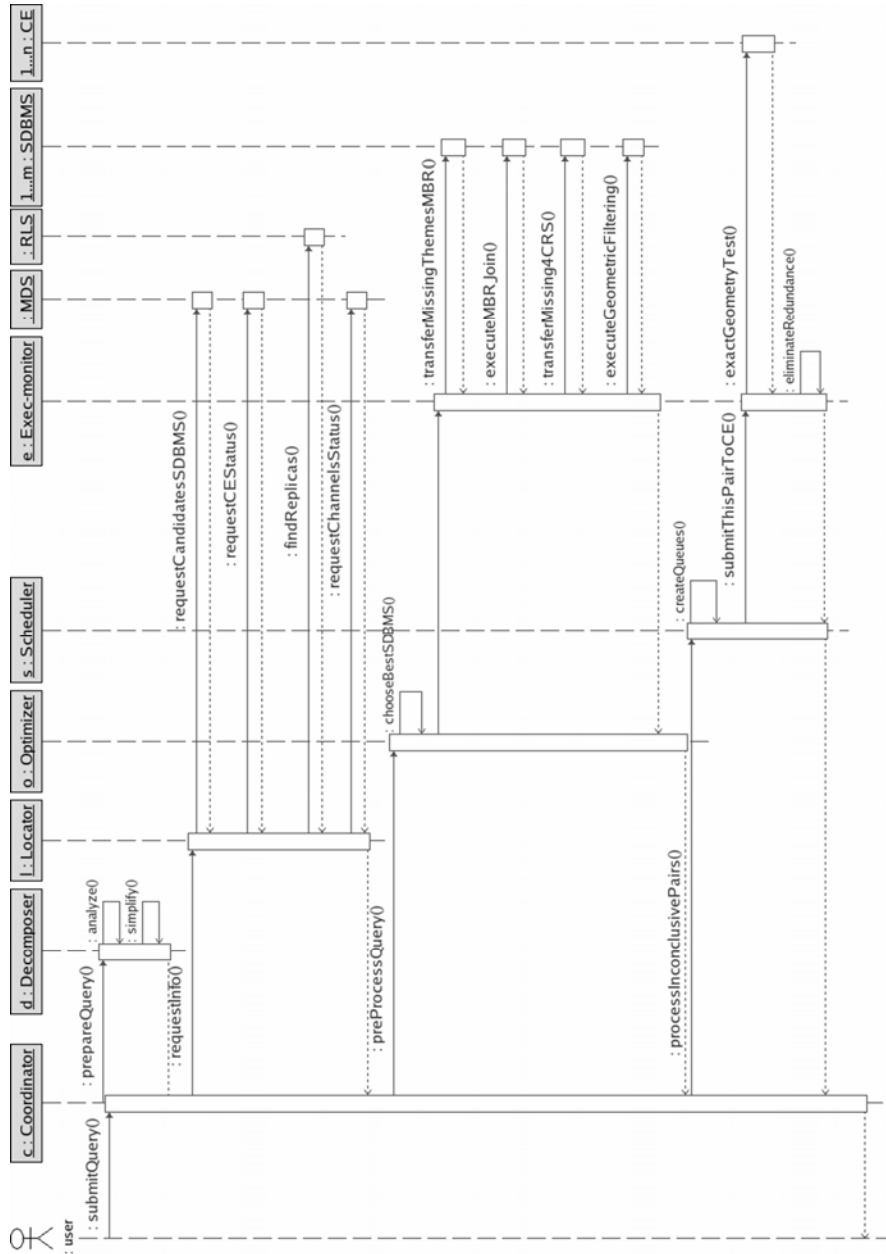 : user
c : Coordinator
d : Decomposer
l : Locator
o : Optimizer
s : Scheduler
e : Exec-monitor
: MDS
: RLS
1...m : SDBMS
1...n : CE
: submitQuery()
: prepareQuery()
: analyze()
: simplify()
: requestInfo()
: requestCandidatesSDBMS()
: requestCEStatus()
: findReplicas()
: requestChannelsStatus()
: preProcessQuery()
: chooseBestSDBMS()
: transferMissingThemesMBR()
: executeMBRJoin()
: transferMissing4CRS()
: executeGeometricFiltering()
: processInconclusivePairs()
: createQueues()
: submitThisPairToCE()
: exactGeometryTest()
: eliminateRedundance()